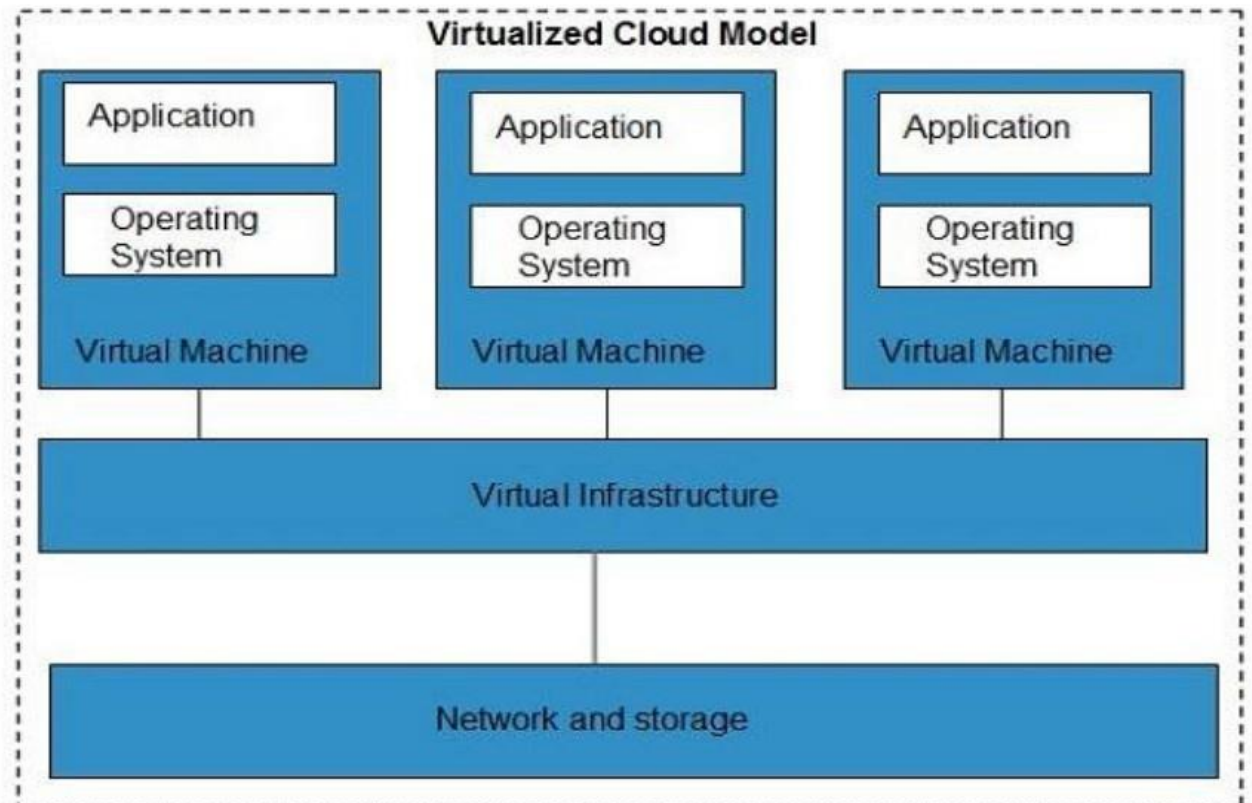 Virtualized Cloud Model
Application
Operating
System
Virtual Machine
Application
Operating
System
Virtual Machine
Application
Operating
System
Virtual Machine
Virtual Infrastructure
Network and storage